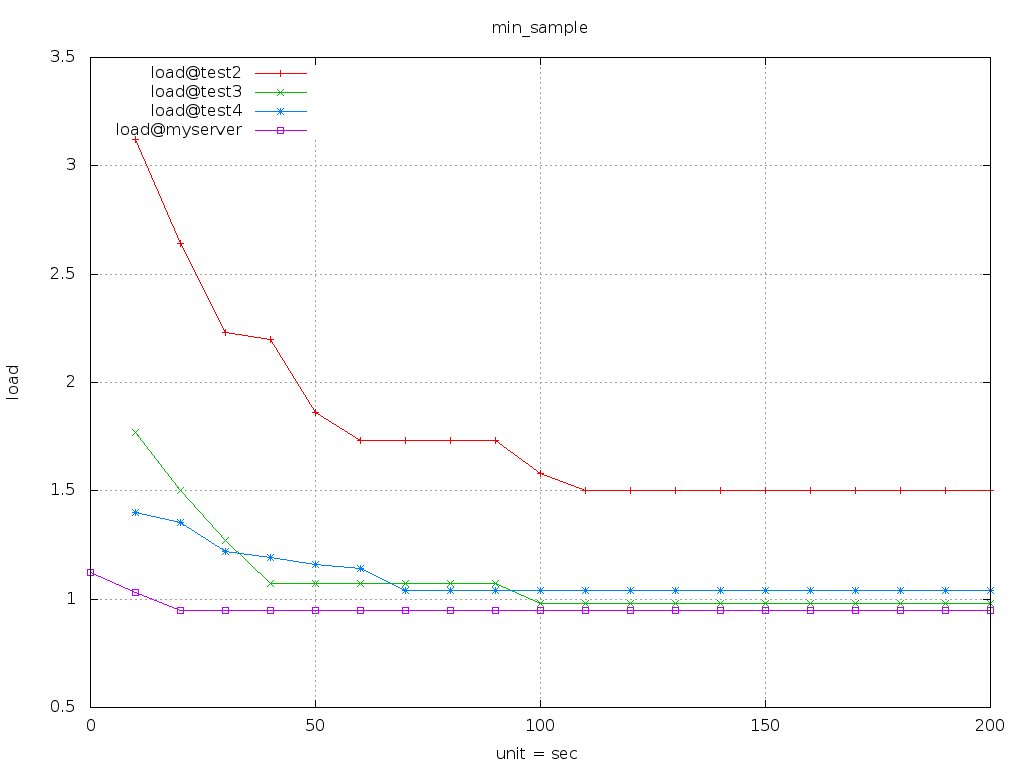 min_sample
load@test2
load@test3
load@test4
load@myserver
3.5
3
2.5
2
1.5
1
0.5
load
0 50 100 150 200
unit = sec